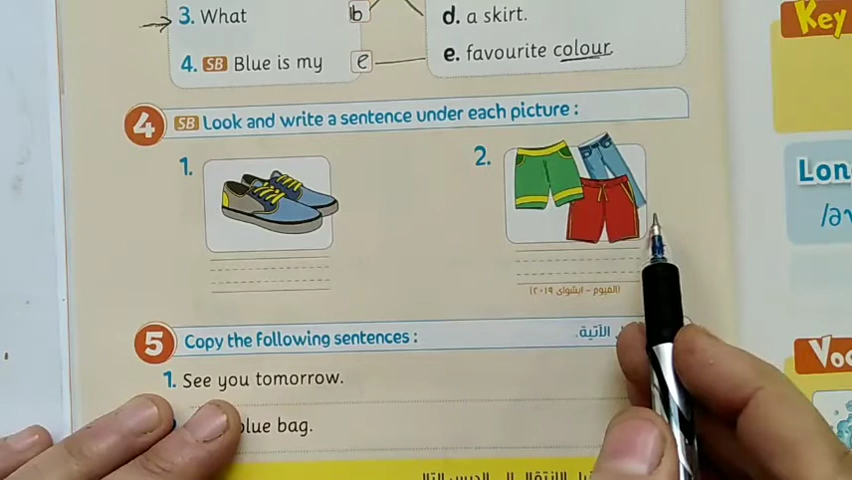 3. What
b
d. a skirt.
4. SB Blue is my
e
e. favourite colour.
4 SB Look and write a sentence under each picture :
1.
2.
(الفيوم - ابشواى ٢٠١٩)
5 Copy the following sentences :
الآتية.
1. See you tomorrow.
blue bag.
Key
Lon
Voc